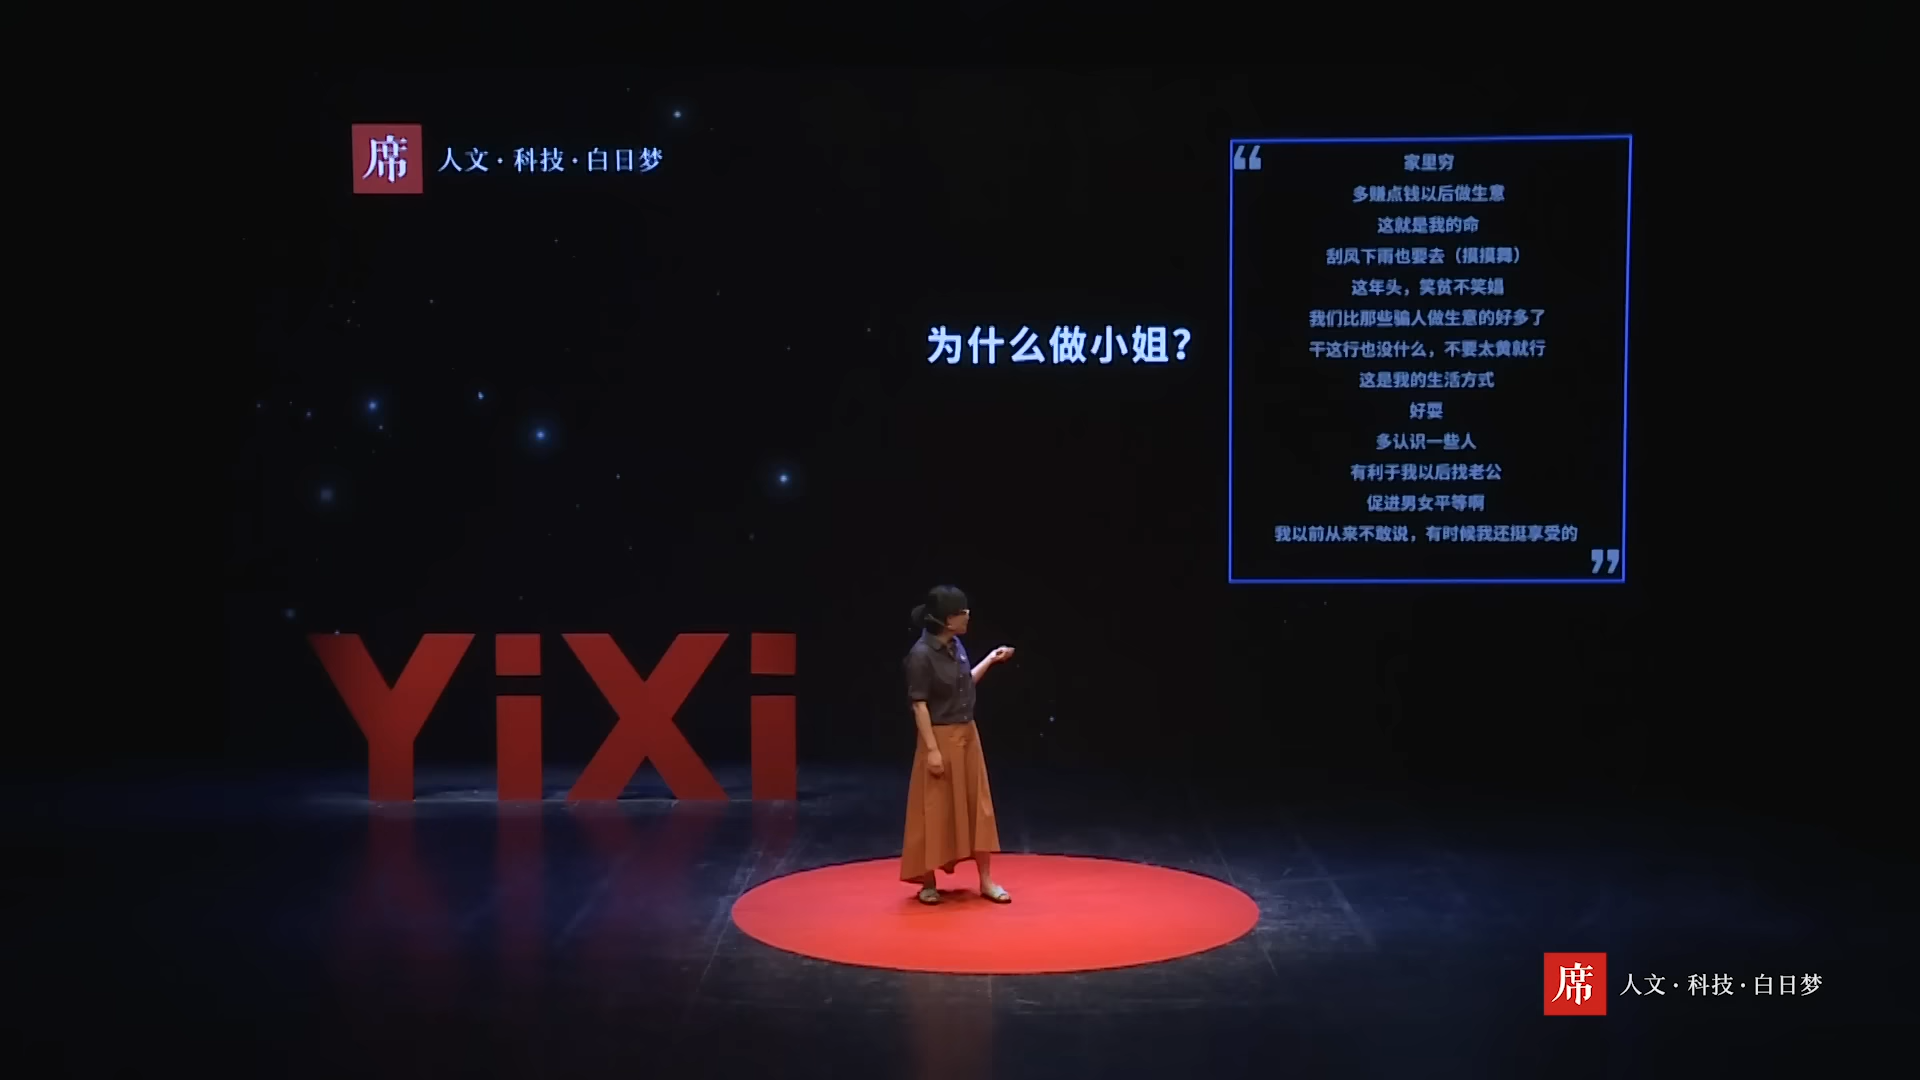 席 人文·科技·白日梦
为什么做小姐？
“
家里穷
多赚点钱以后做生意
这就是我的命
刮风下雨也要去（摸摸舞）
这年头，笑贫不笑娼
我们比那些骗人做生意的好多了
干这行也没什么，不要太黄就行
这是我的生活方式
好耍
多认识一些人
有利于我以后找老公
促进男女平等啊
我以前从来不敢说，有时候我还挺享受的
”
YiXi
席 人文·科技·白日梦